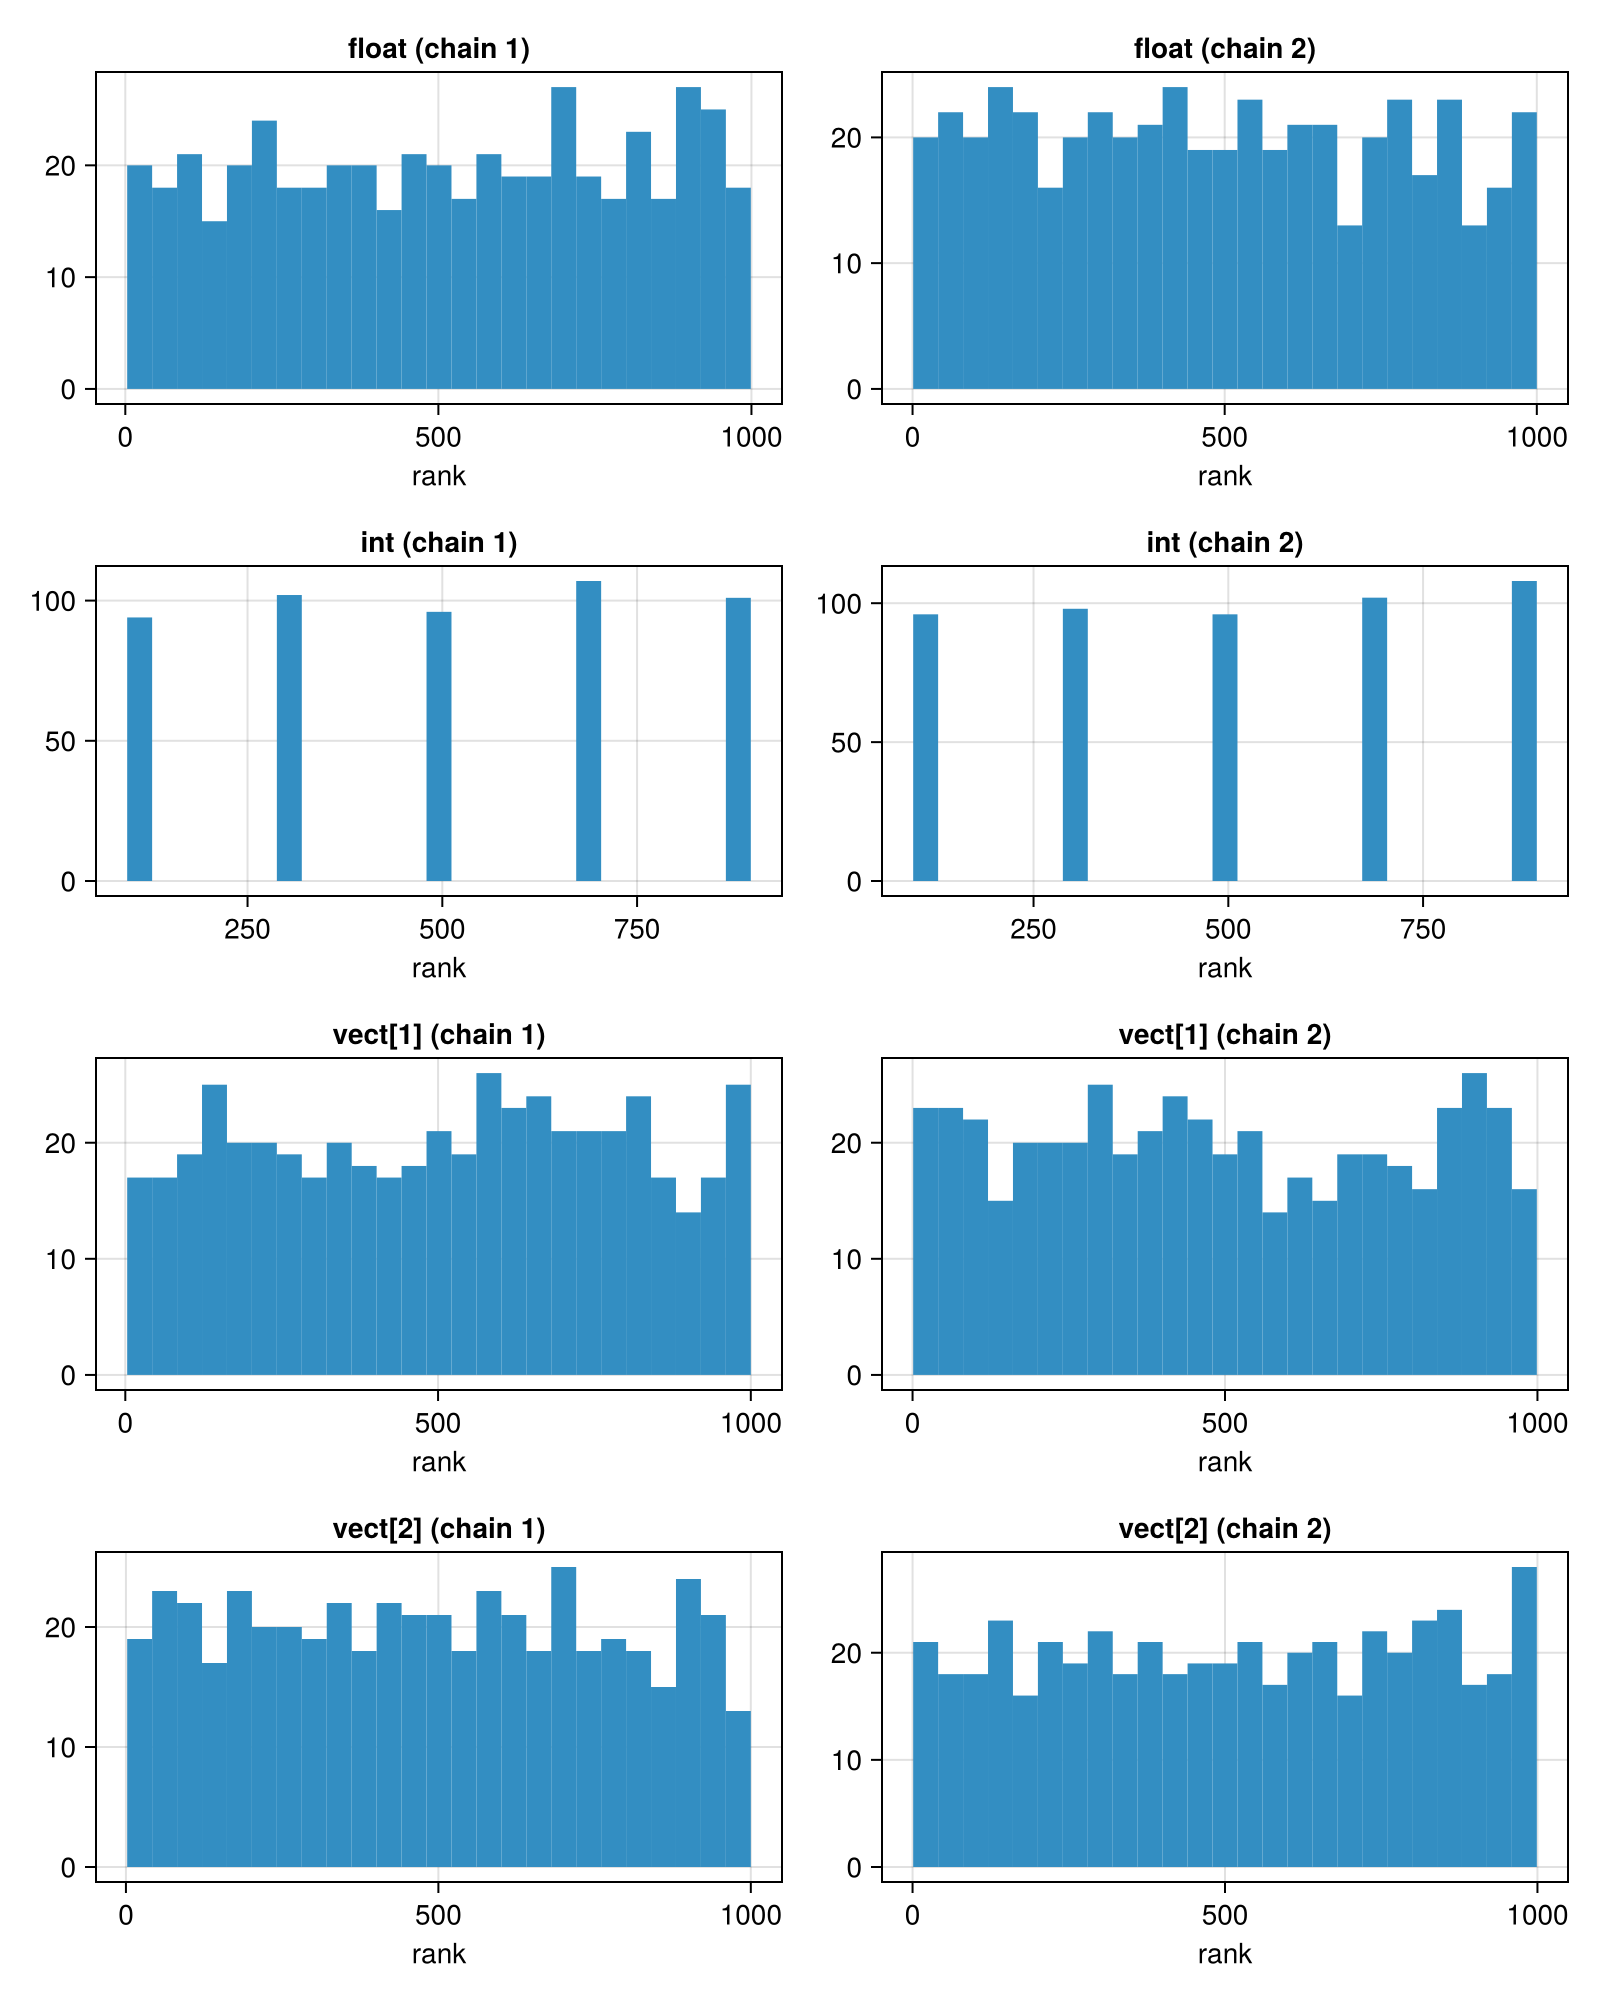 float (chain 1)
20
10
0
0 500 1000
rank
float (chain 2)
20
10
0
0 500 1000
rank
int (chain 1)
100
50
0
250 500 750
rank
int (chain 2)
100
50
0
250 500 750
rank
vect[1] (chain 1)
20
10
0
0 500 1000
rank
vect[1] (chain 2)
20
10
0
0 500 1000
rank
vect[2] (chain 1)
20
10
0
0 500 1000
rank
vect[2] (chain 2)
20
10
0
0 500 1000
rank